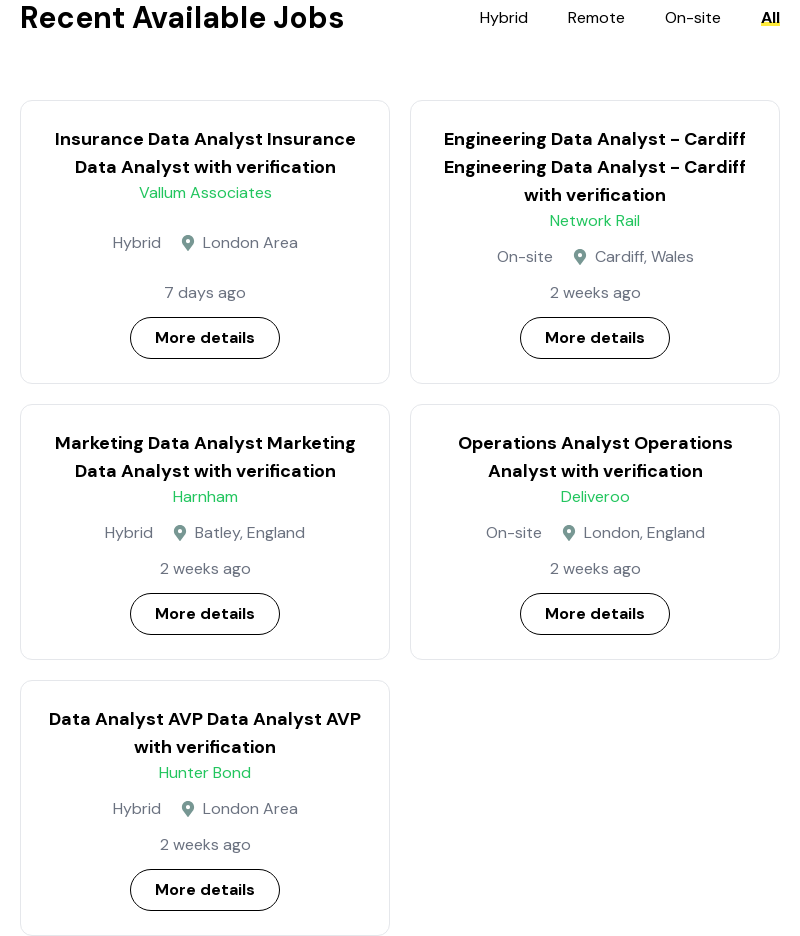 Recent Available Jobs
Hybrid Remote On-site All
Insurance Data Analyst Insurance
Data Analyst with verification
Vallum Associates
Hybrid London Area
7 days ago
More details
Engineering Data Analyst - Cardiff
Engineering Data Analyst - Cardiff
with verification
Network Rail
On-site Cardiff, Wales
2 weeks ago
More details
Marketing Data Analyst Marketing
Data Analyst with verification
Harnham
Hybrid Batley, England
2 weeks ago
More details
Operations Analyst Operations
Analyst with verification
Deliveroo
On-site London, England
2 weeks ago
More details
Data Analyst AVP Data Analyst AVP
with verification
Hunter Bond
Hybrid London Area
2 weeks ago
More details